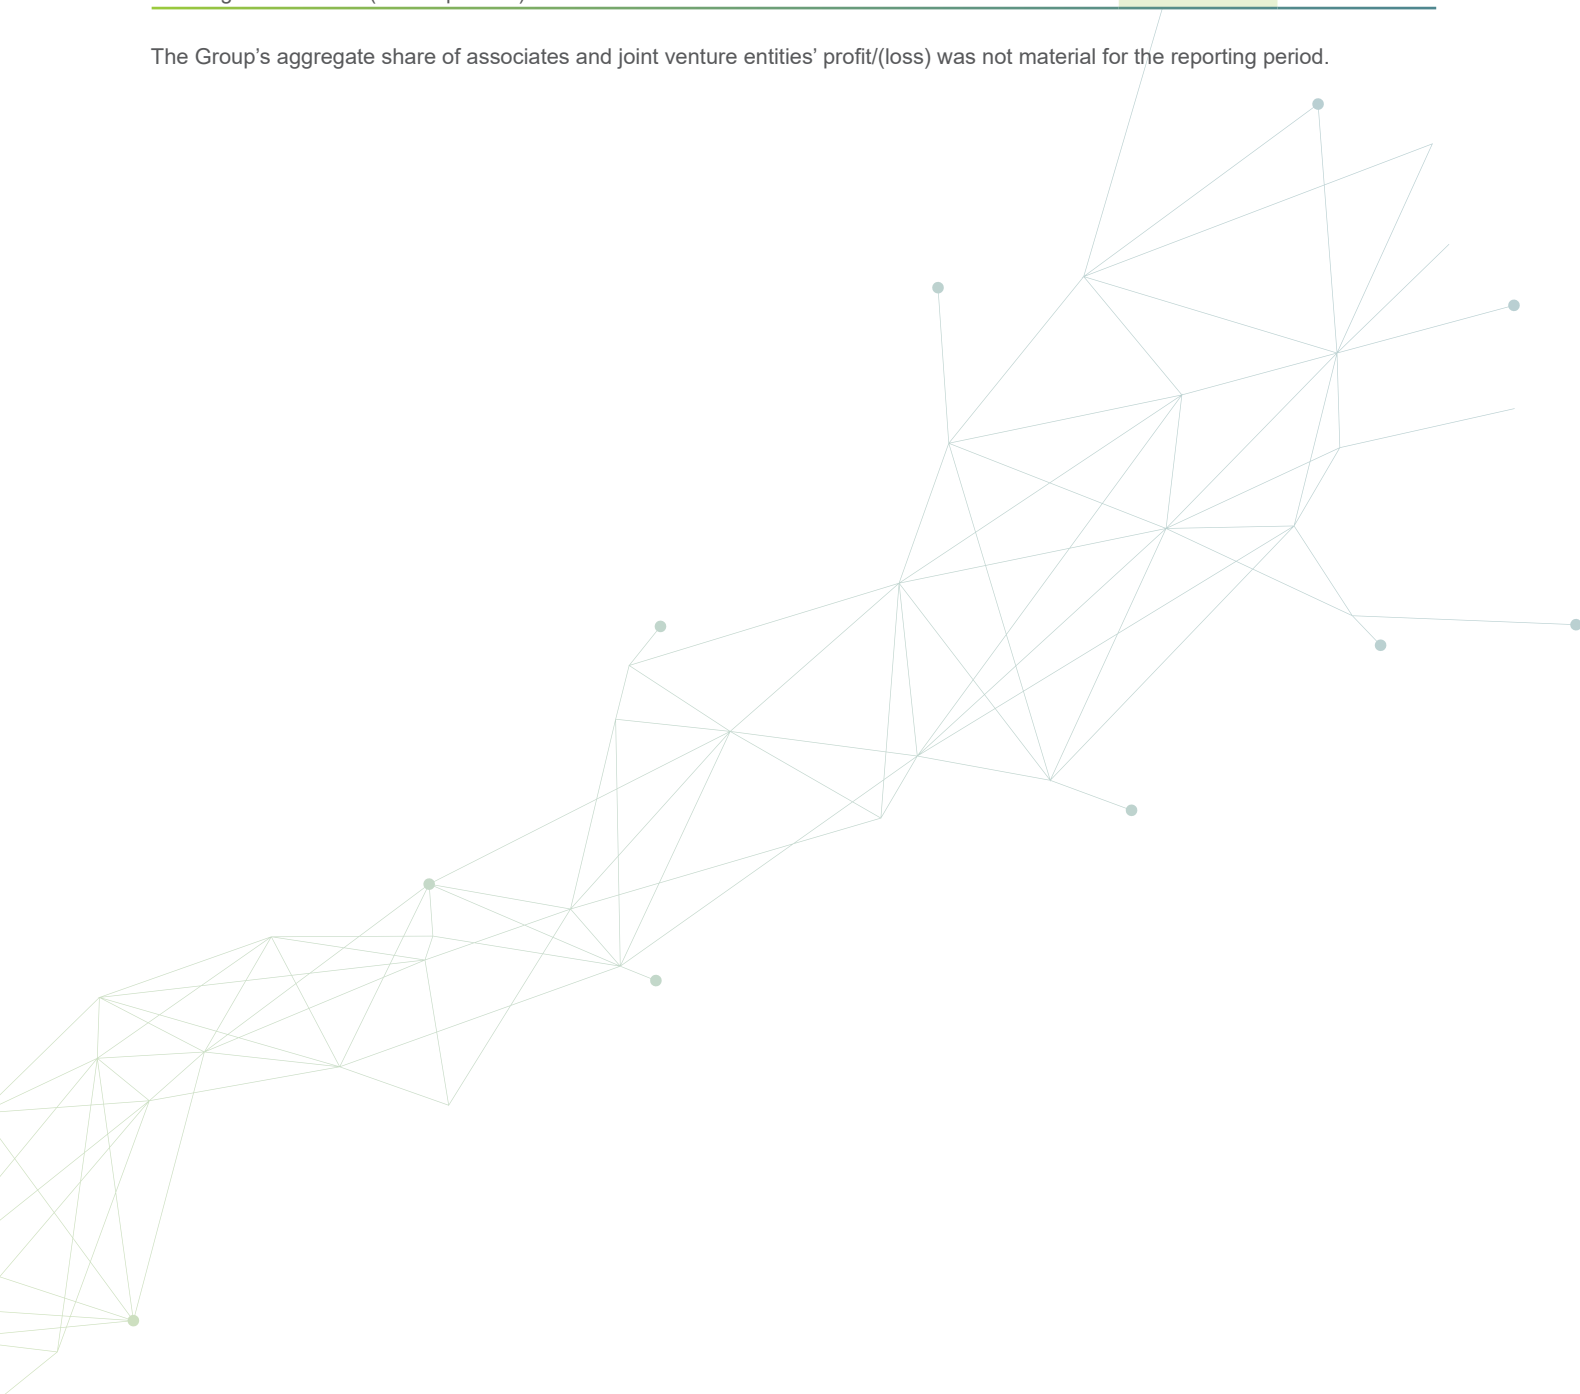 The Group’s aggregate share of associates and joint venture entities’ profit/(loss) was not material for the reporting period.